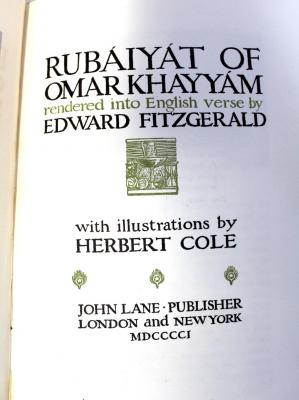 RUBÁIYÁT OF
OMAR KHAYYÁM
rendered into English verse by
EDWARD FITZGERALD
with illustrations by
HERBERT COLE
JOHN LANE · PUBLISHER
LONDON and NEW YORK
MDCCCCI